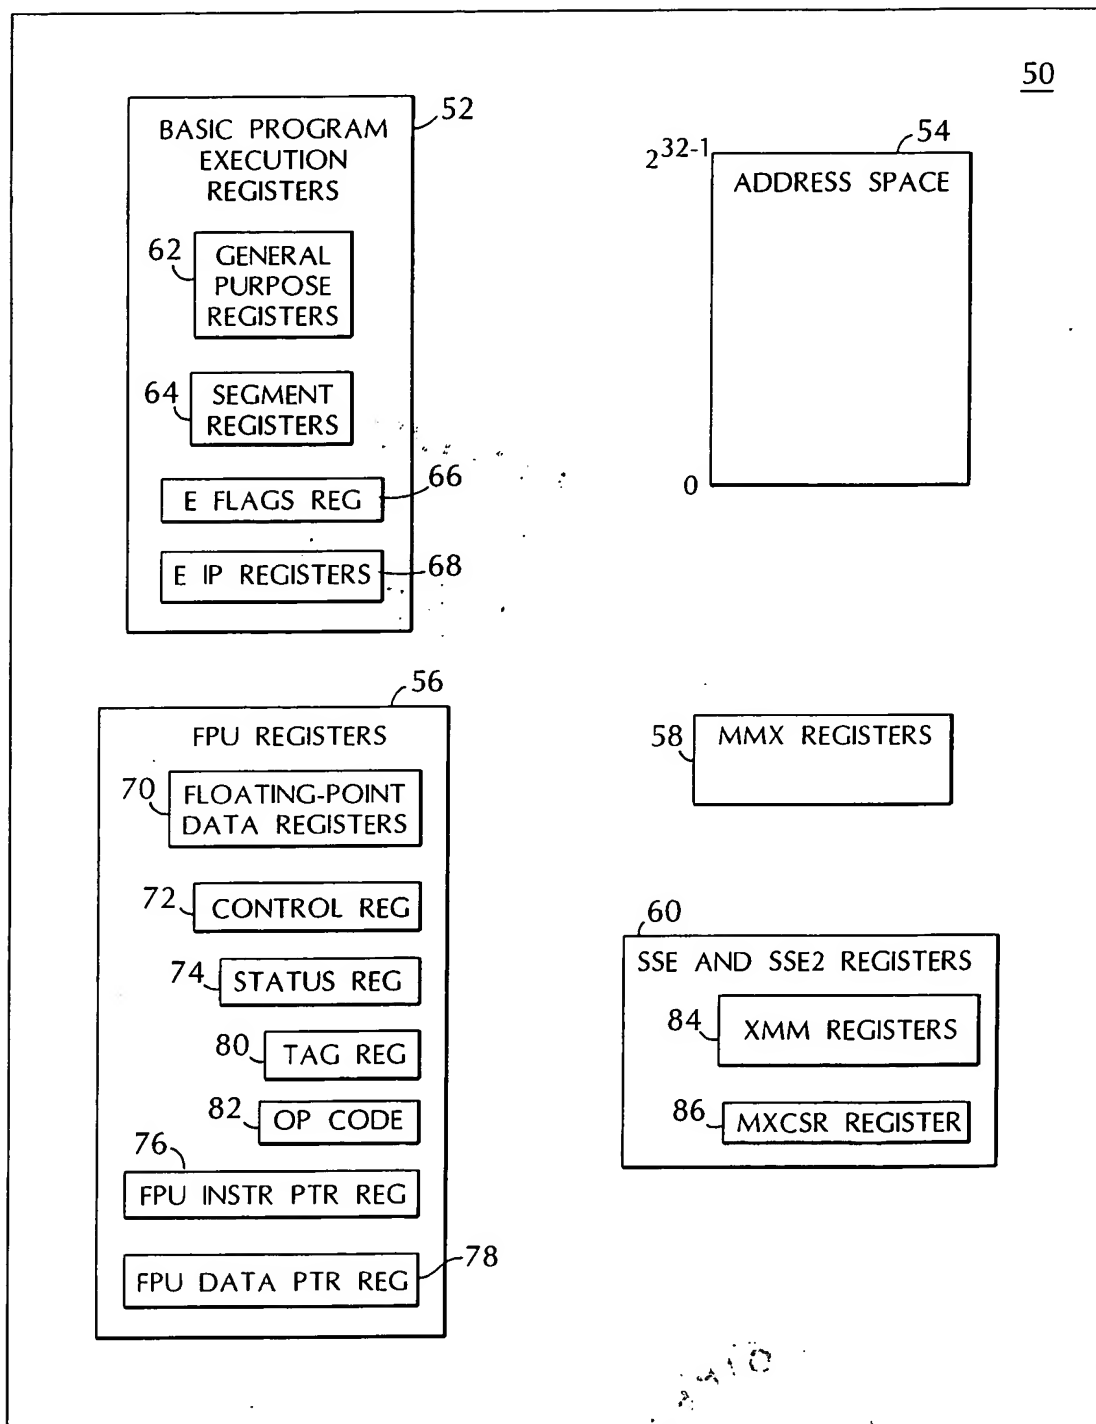 50
52
BASIC PROGRAM
EXECUTION
REGISTERS
62
GENERAL
PURPOSE
REGISTERS
64
SEGMENT
REGISTERS
E FLAGS REG
66
E IP REGISTERS
68
54
2^32-1
ADDRESS SPACE
0
56
FPU REGISTERS
70
FLOATING-POINT
DATA REGISTERS
72
CONTROL REG
74
STATUS REG
80
TAG REG
82
OP CODE
76
FPU INSTR PTR REG
FPU DATA PTR REG
78
58
MMX REGISTERS
60
SSE AND SSE2 REGISTERS
84
XMM REGISTERS
86
MXCSR REGISTER